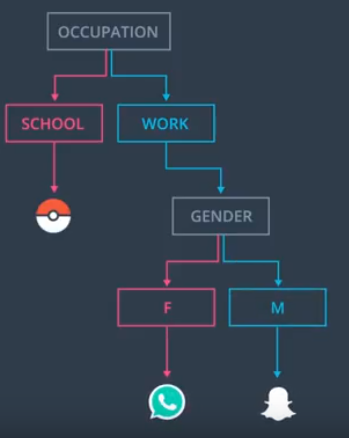 OCCUPATION
SCHOOL
WORK
GENDER
F
M